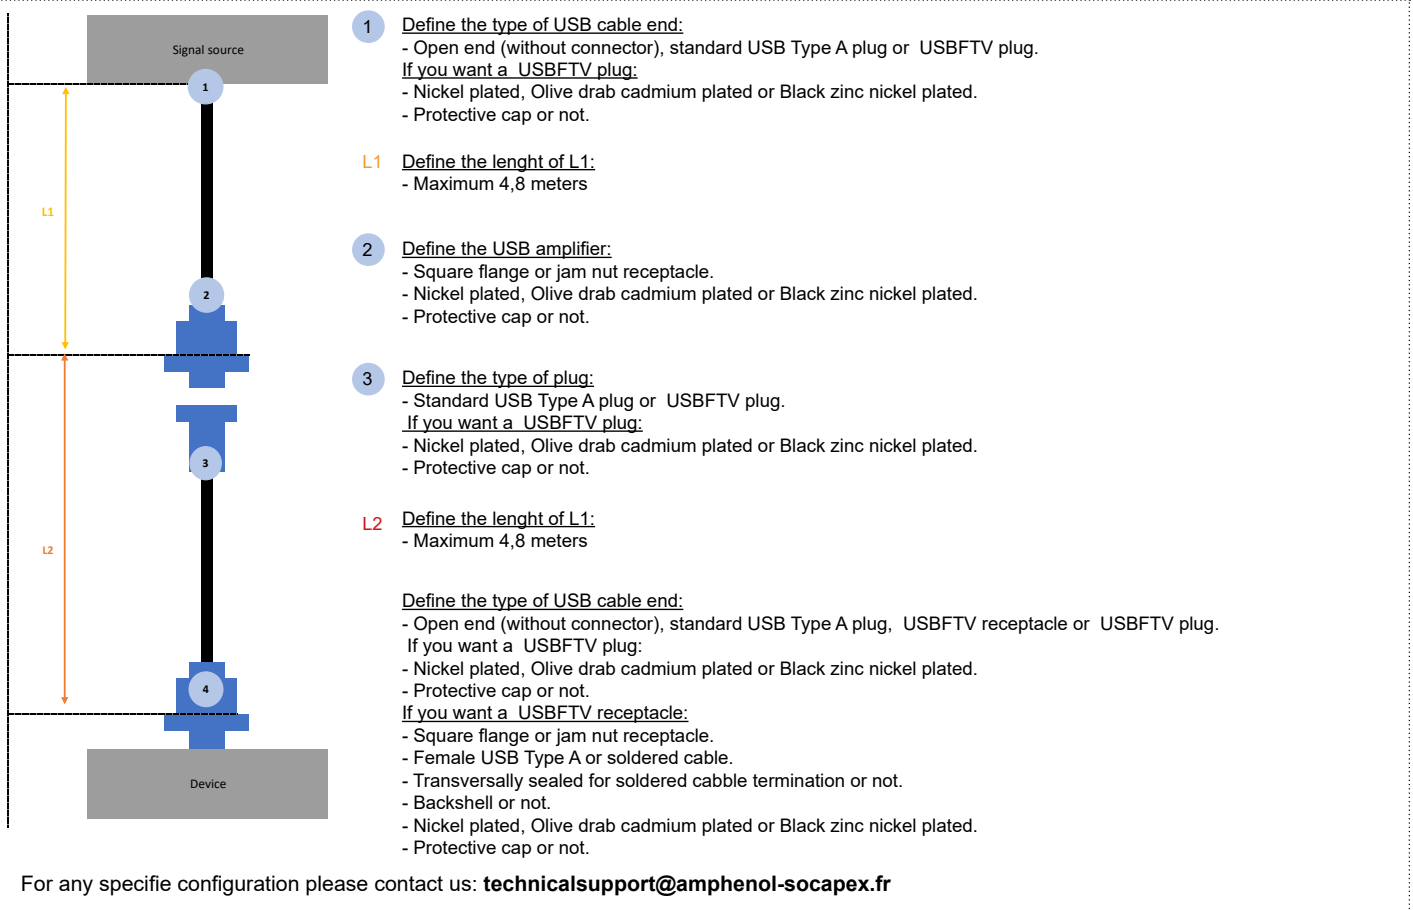 Signal source
1
L1
2
3
L2
4
Device
1 Define the type of USB cable end:
- Open end (without connector), standard USB Type A plug or  USBFTV plug.
If you want a  USBFTV plug:
- Nickel plated, Olive drab cadmium plated or Black zinc nickel plated.
- Protective cap or not.
L1 Define the lenght of L1:
- Maximum 4,8 meters
2 Define the USB amplifier:
- Square flange or jam nut receptacle.
- Nickel plated, Olive drab cadmium plated or Black zinc nickel plated.
- Protective cap or not.
3 Define the type of plug:
- Standard USB Type A plug or  USBFTV plug.
If you want a  USBFTV plug:
- Nickel plated, Olive drab cadmium plated or Black zinc nickel plated.
- Protective cap or not.
L2 Define the lenght of L1:
- Maximum 4,8 meters
Define the type of USB cable end:
- Open end (without connector), standard USB Type A plug,  USBFTV receptacle or  USBFTV plug.
If you want a  USBFTV plug:
- Nickel plated, Olive drab cadmium plated or Black zinc nickel plated.
- Protective cap or not.
If you want a  USBFTV receptacle:
- Square flange or jam nut receptacle.
- Female USB Type A or soldered cable.
- Transversally sealed for soldered cabble termination or not.
- Backshell or not.
- Nickel plated, Olive drab cadmium plated or Black zinc nickel plated.
- Protective cap or not.
For any specifie configuration please contact us: technicalsupport@amphenol-socapex.fr